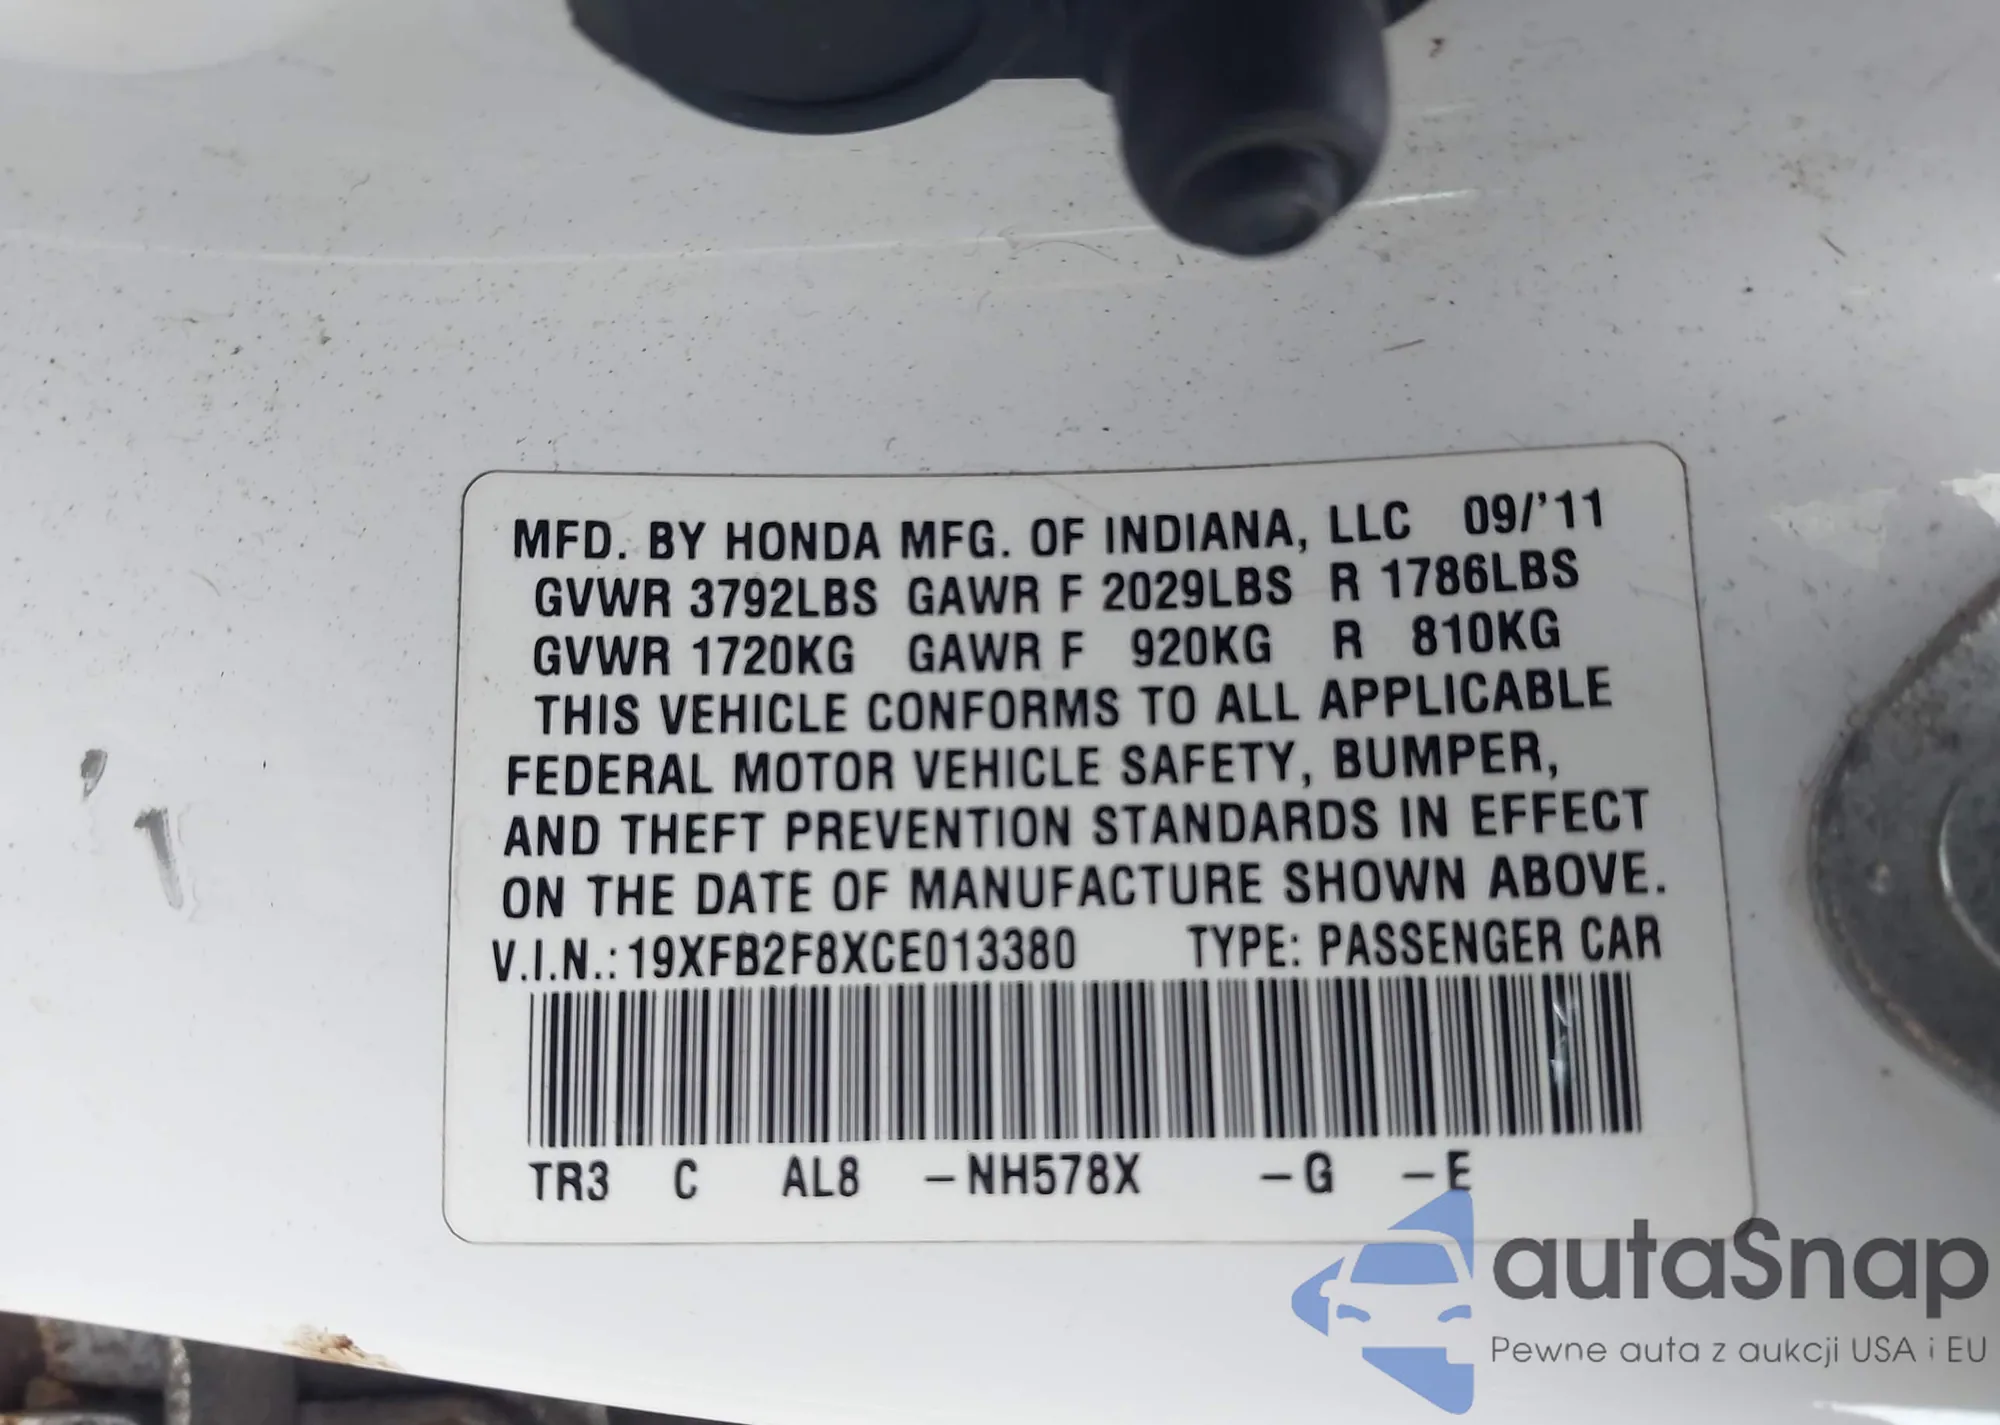 MFD. BY HONDA MFG. OF INDIANA, LLC 09/'11
GVWR 3792LBS GAWR F 2029LBS R 1786LBS
GVWR 1720KG GAWR F 920KG R 810KG
THIS VEHICLE CONFORMS TO ALL APPLICABLE
FEDERAL MOTOR VEHICLE SAFETY, BUMPER,
AND THEFT PREVENTION STANDARDS IN EFFECT
ON THE DATE OF MANUFACTURE SHOWN ABOVE.
V.I.N.: 19XFB2F8XCE013380 TYPE: PASSENGER CAR
TR3 C AL8 –NH578X –G –E
autaSnap
Pewne auta z aukcji USA i EU